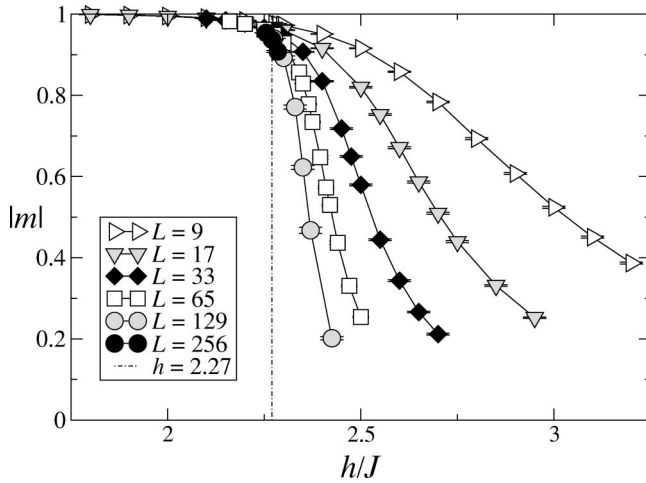 1
0.8
0.6
|m|
0.4
0.2
0
L = 9
L = 17
L = 33
L = 65
L = 129
L = 256
h = 2.27
2 2.5 3
h/J